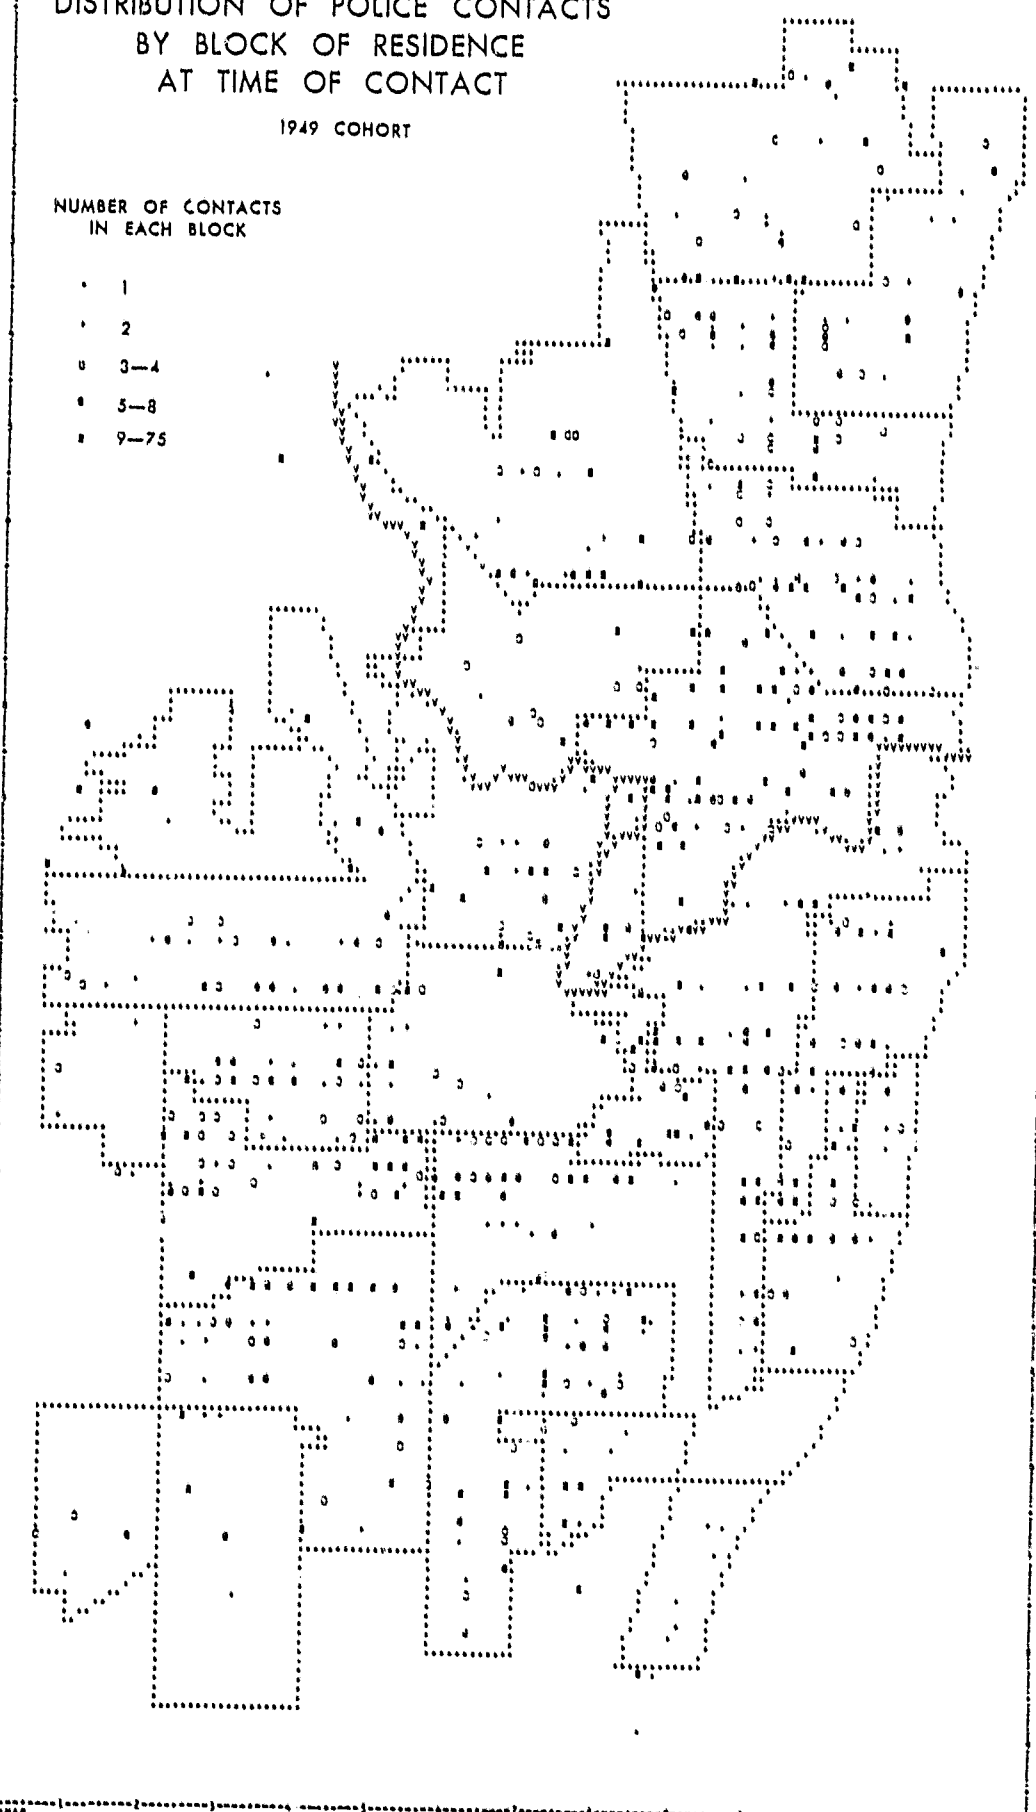 DISTRIBUTION OF POLICE CONTACTS
BY BLOCK OF RESIDENCE
AT TIME OF CONTACT
1949 COHORT
NUMBER OF CONTACTS
IN EACH BLOCK
1
2
3—4
5—8
9—75